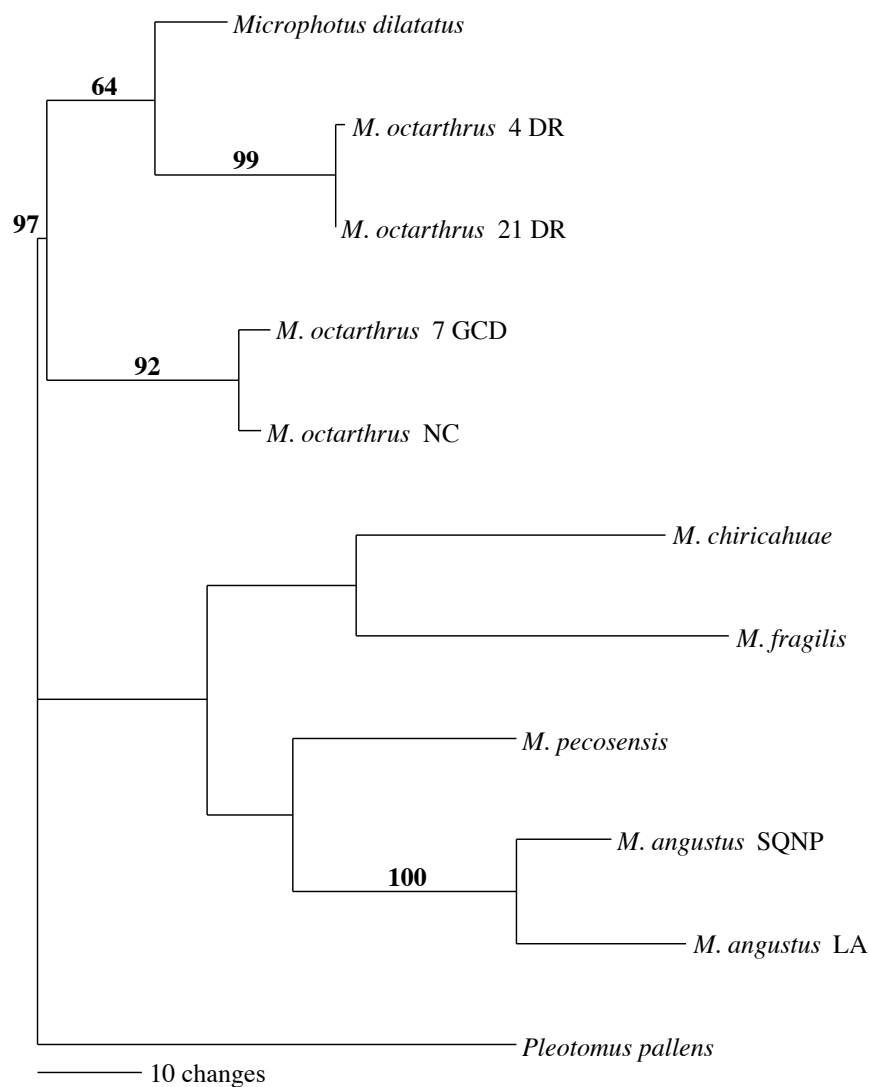 Microphotus dilatatus
64
M. octarthrus 4 DR
99
97
M. octarthrus 21 DR
M. octarthrus 7 GCD
92
M. octarthrus NC
M. chiricahuae
M. fragilis
M. pecosensis
M. angustus SQNP
100
M. angustus LA
Pleotomus pallens
10 changes